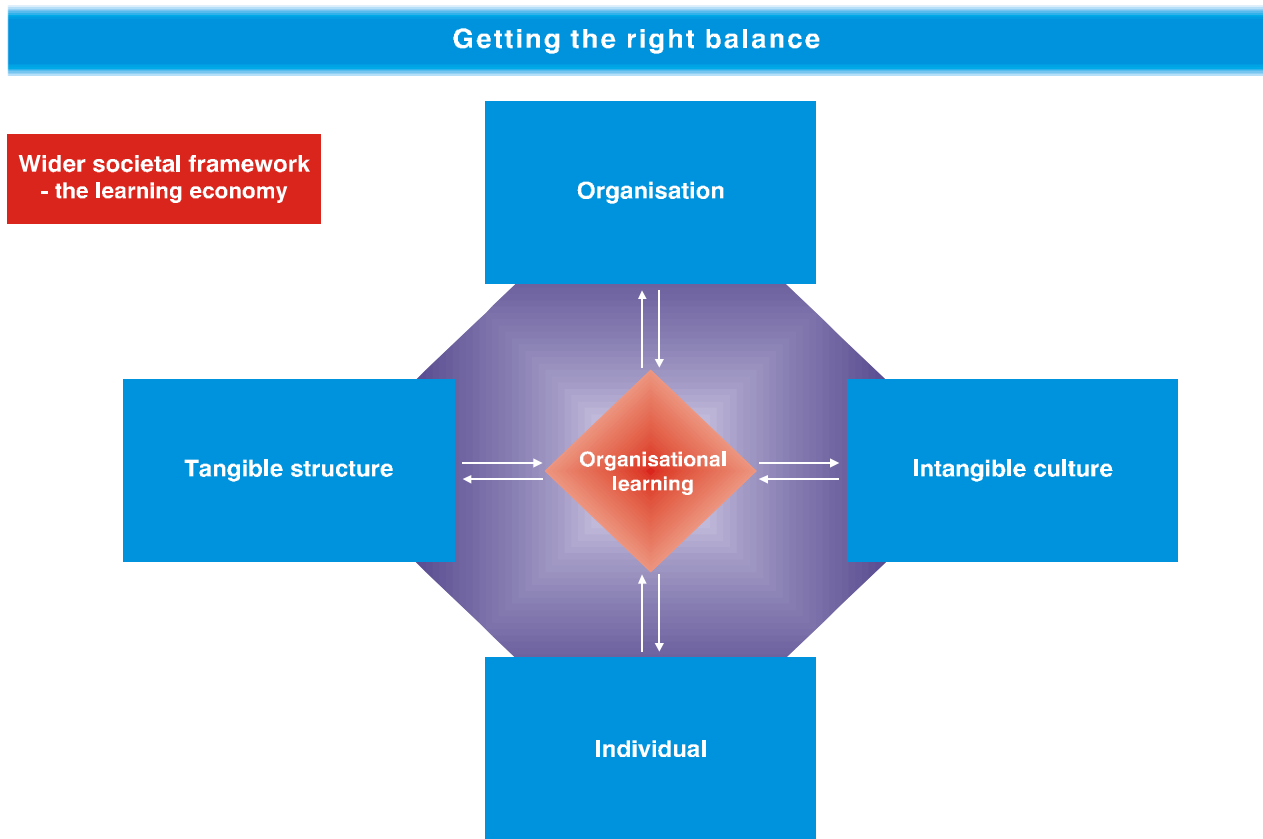 Getting the right balance
Wider societal framework
- the learning economy
Organisation
Tangible structure
Organisational
learning
Intangible culture
Individual